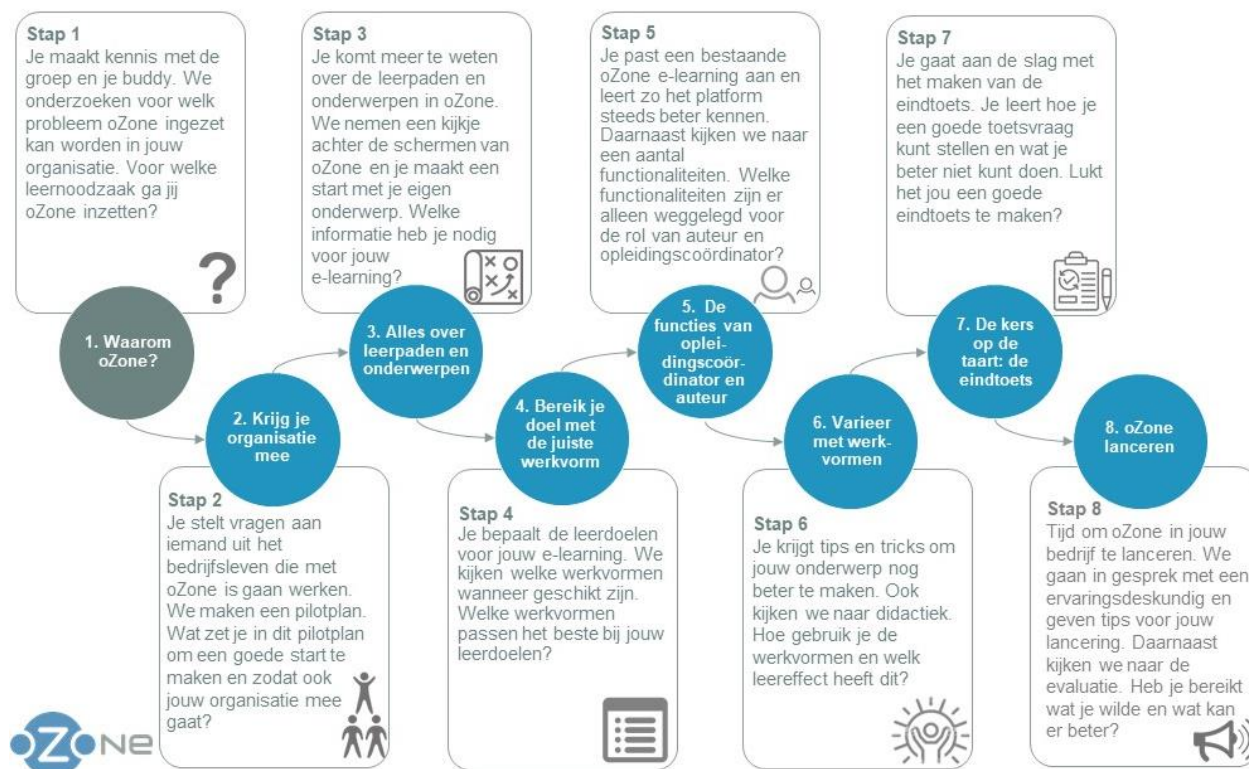 Stap 1
Je maakt kennis met de
groep en je buddy. We
onderzoeken voor welk
probleem oZone ingezet
kan worden in jouw
organisatie. Voor welke
leernoodzaak ga jij
oZone inzetten?
1. Waarom
oZone?
2. Krijg je
organisatie
mee
Stap 2
Je stelt vragen aan
iemand uit het
bedrijfsleven die met
oZone is gaan werken.
We maken een pilotplan.
Wat zet je in dit pilotplan
om een goede start te
maken en zodat ook
jouw organisatie mee
gaat?
Stap 3
Je komt meer te weten
over de leerpaden en
onderwerpen in oZone.
We nemen een kijkje
achter de schermen van
oZone en je maakt een
start met je eigen
onderwerp. Welke
informatie heb je nodig
voor jouw
e-learning?
3. Alles over
leerpaden en
onderwerpen
4. Bereik je
doel met
de juiste
werkvorm
Stap 4
Je bepaalt de leerdoelen
voor jouw e-learning. We
kijken welke werkvormen
wanneer geschikt zijn.
Welke werkvormen
passen het beste bij jouw
leerdoelen?
Stap 5
Je past een bestaande
oZone e-learning aan en
leert zo het platform
steeds beter kennen.
Daarnaast kijken we naar
een aantal
functionaliteiten. Welke
functionaliteiten zijn er
alleen weggelegd voor
de rol van auteur en
opleidingscoördinator?
5. De
functies van
oplei-
dingscoör-
dinator en
auteur
6. Varieer
met werk-
vormen
Stap 6
Je krijgt tips en tricks om
jouw onderwerp nog
beter te maken. Ook
kijken we naar didactiek.
Hoe gebruik je de
werkvormen en welk
leereffect heeft dit?
Stap 7
Je gaat aan de slag met
het maken van de
eindtoets. Je leert hoe je
een goede toetsvraag
kunt stellen en wat je
beter niet kunt doen. Lukt
het jou een goede
eindtoets te maken?
7. De kers
op de
taart: de
eindtoets
8. oZone
lanceren
Stap 8
Tijd om oZone in jouw
bedrijf te lanceren. We
gaan in gesprek met een
ervaringsdeskundig en
geven tips voor jouw
lancering. Daarnaast
kijken we naar de
evaluatie. Heb je bereikt
wat je wilde en wat kan
er beter?
oZone